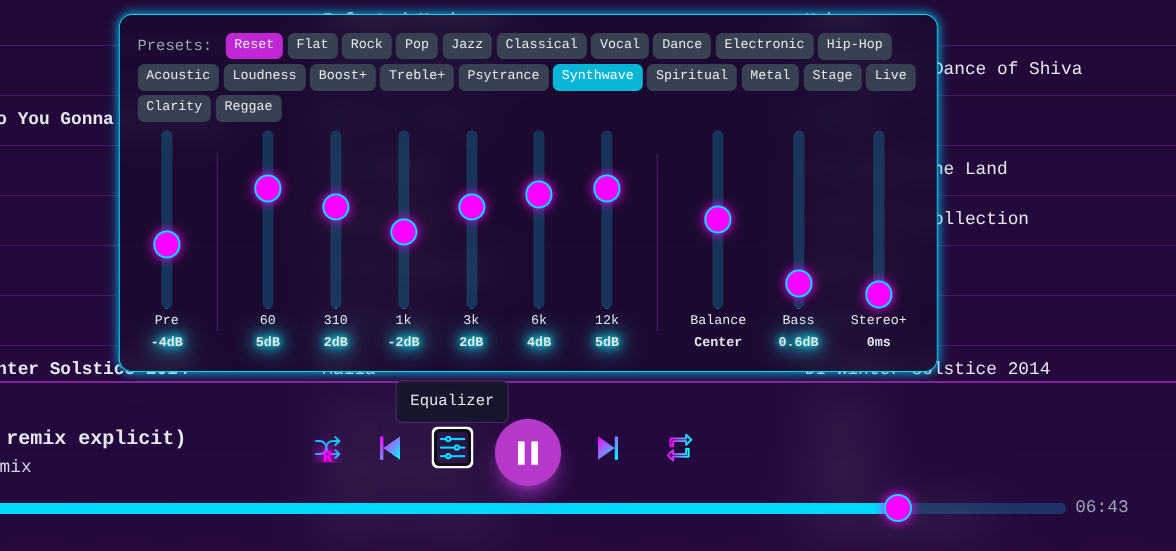 Presets: Reset Flat Rock Pop Jazz Classical Vocal Dance Electronic Hip-Hop
Acoustic Loudness Boost+ Treble+ Psytrance Synthwave Spiritual Metal Stage Live
Clarity Reggae
Dance of Shiva
o You Gonna
ne Land
ollection
Pre 60 310 1k 3k 6k 12k Balance Bass Stereo+
-4dB 5dB 2dB -2dB 2dB 4dB 5dB Center 0.6dB 0ms
nter Solstice 2014 Malla DJ Winter Solstice 2014
Equalizer
remix explicit)
mix
R
06:43